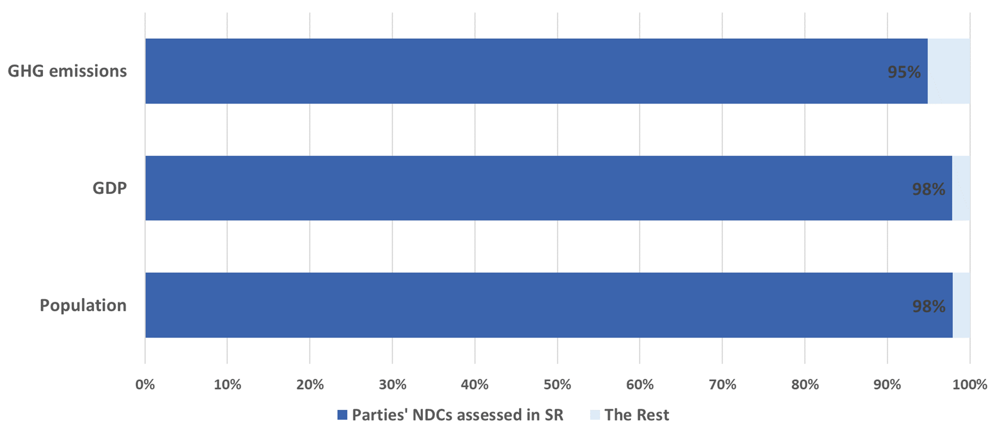 GHG emissions
95%
GDP
98%
Population
98%
0% 10% 20% 30% 40% 50% 60% 70% 80% 90% 100%
Parties' NDCs assessed in SR The Rest